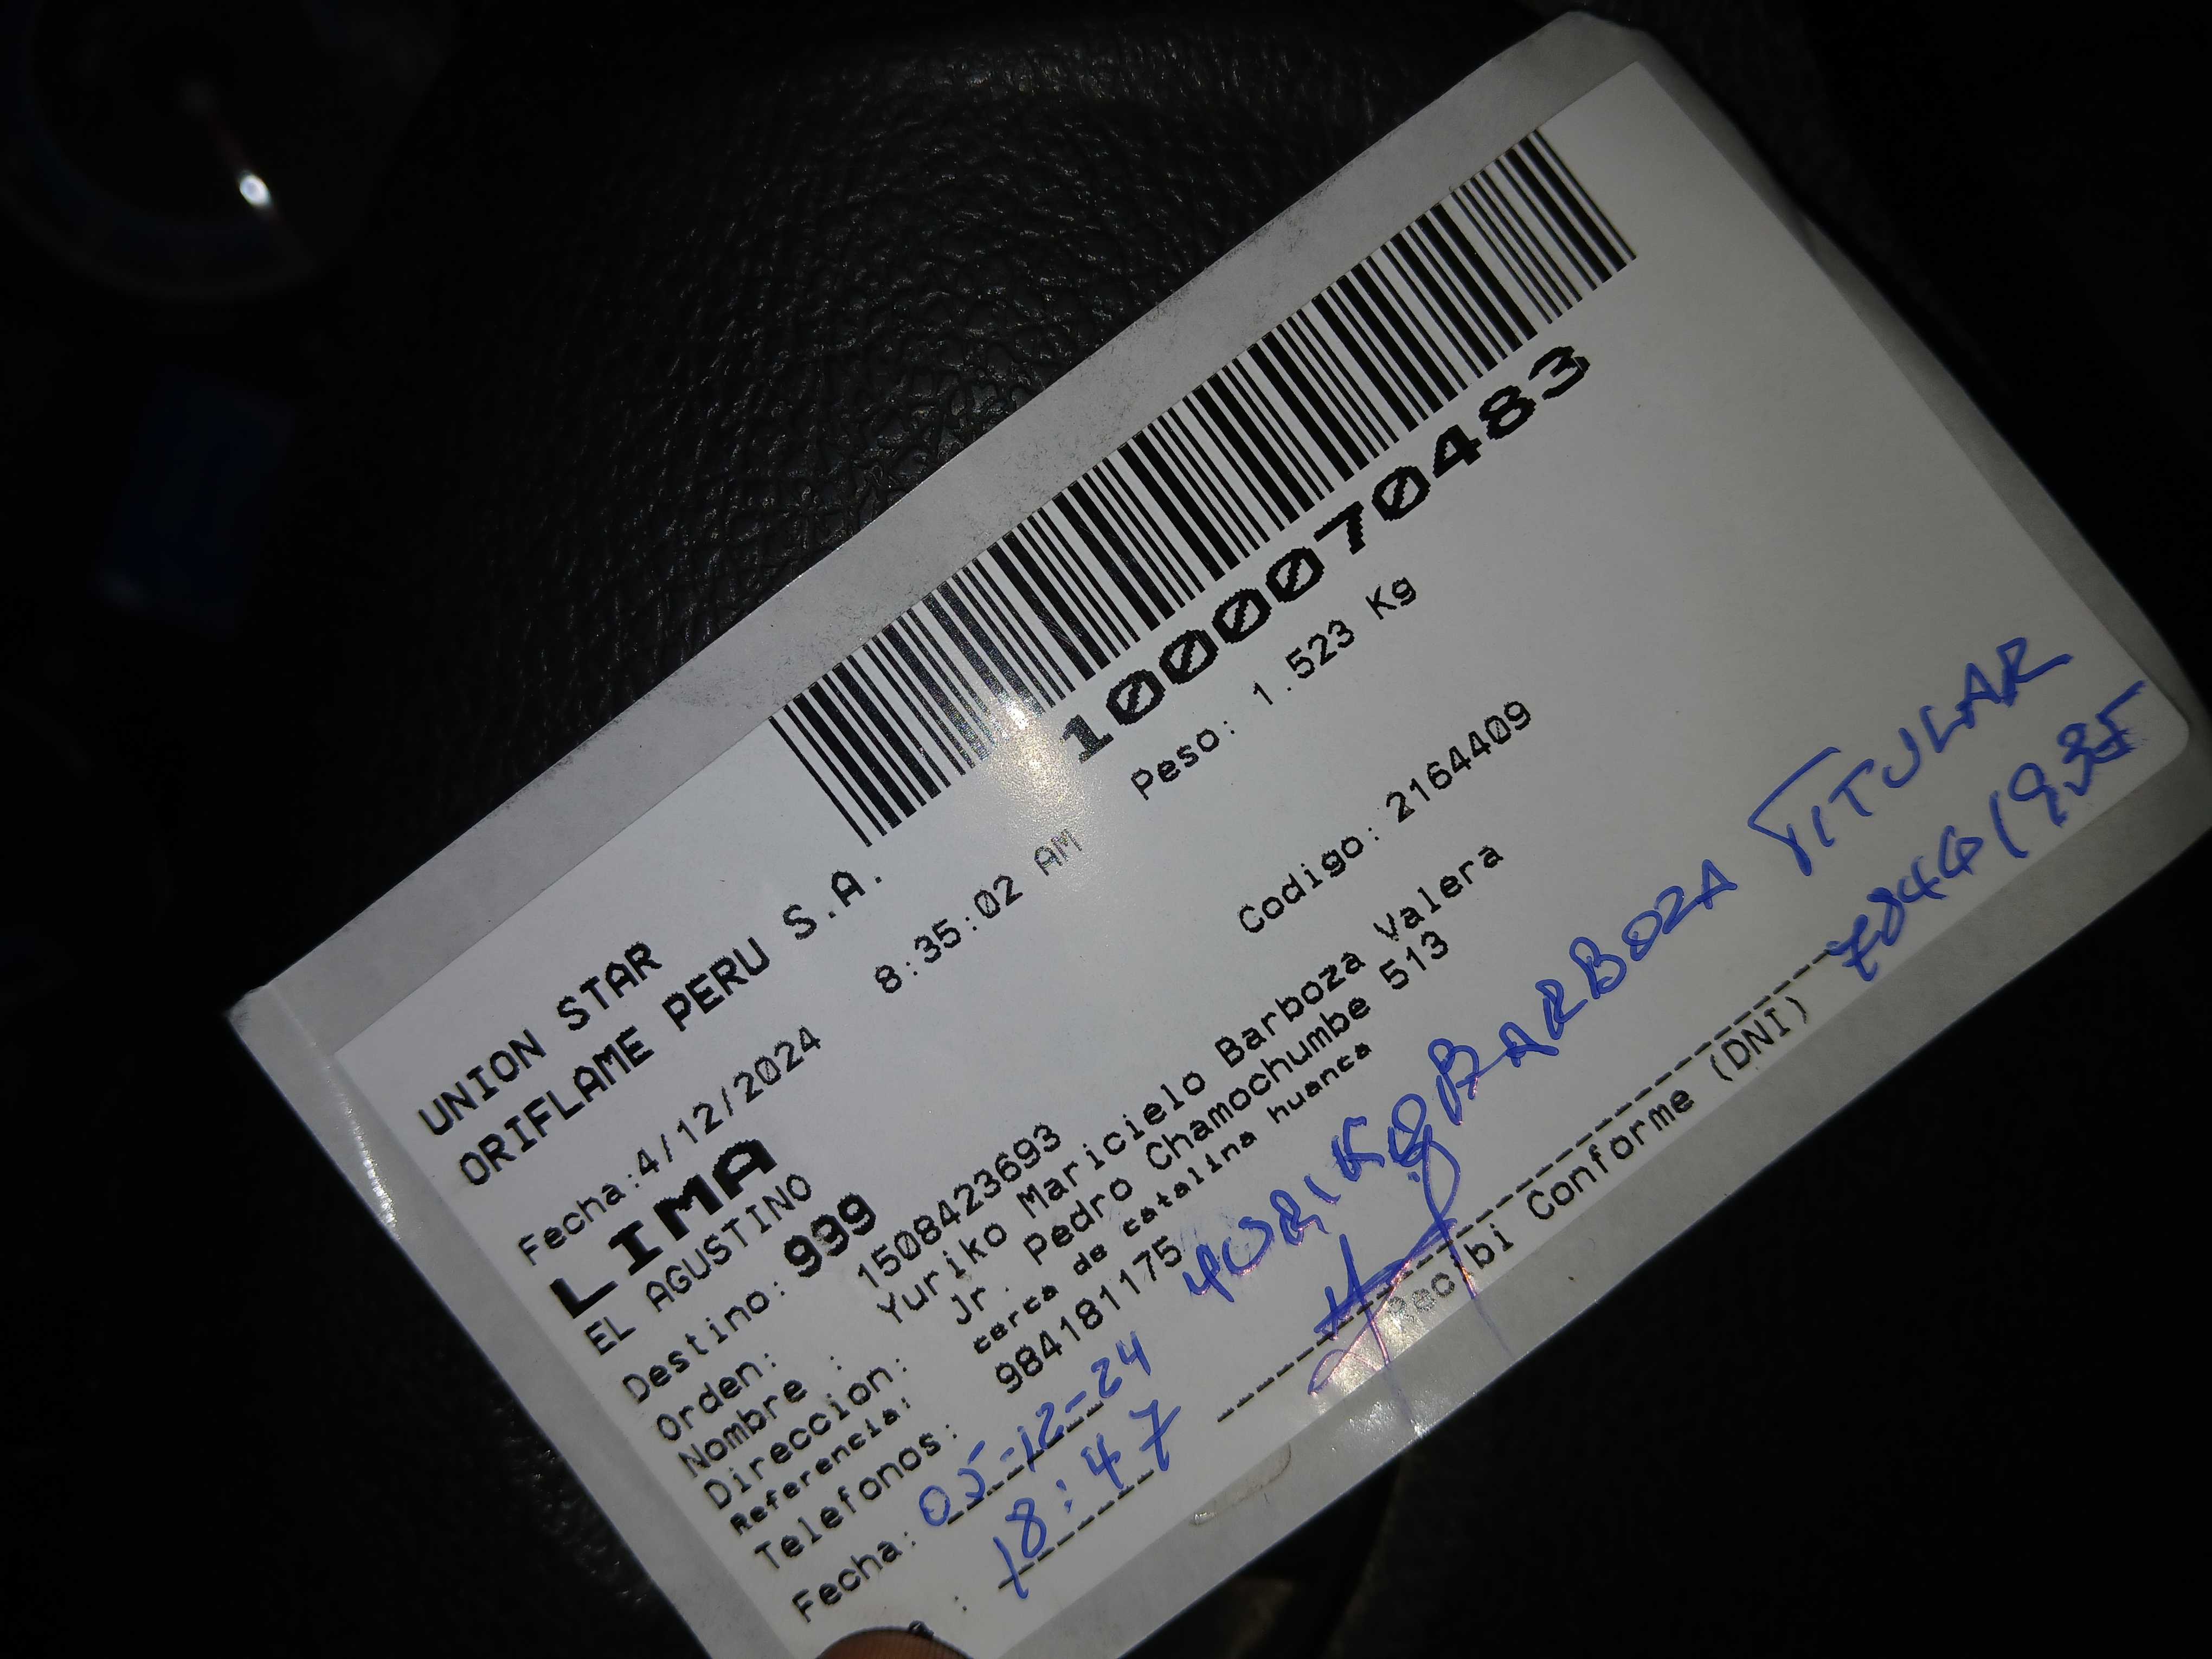 1000070483
UNION STAR
ORIFLAME PERU S.A.
Peso: 1.523 Kg
Fecha:4/12/2024 8:35:02 AM
LIMA
EL AGUSTINO
Destino: 999
Codigo: 2164409
Orden: 1508423693
Nombre : Yuriko Maricielo Barboza Valera
Direccion: Jr. Pedro Chamochumbe 513
Referencia: cerca de catalina huanca
Telefonos: 984181175
YURIKO BARBOZA TITULAR
Fecha: 05-12-24
: 18:47
Recibi Conforme (DNI)